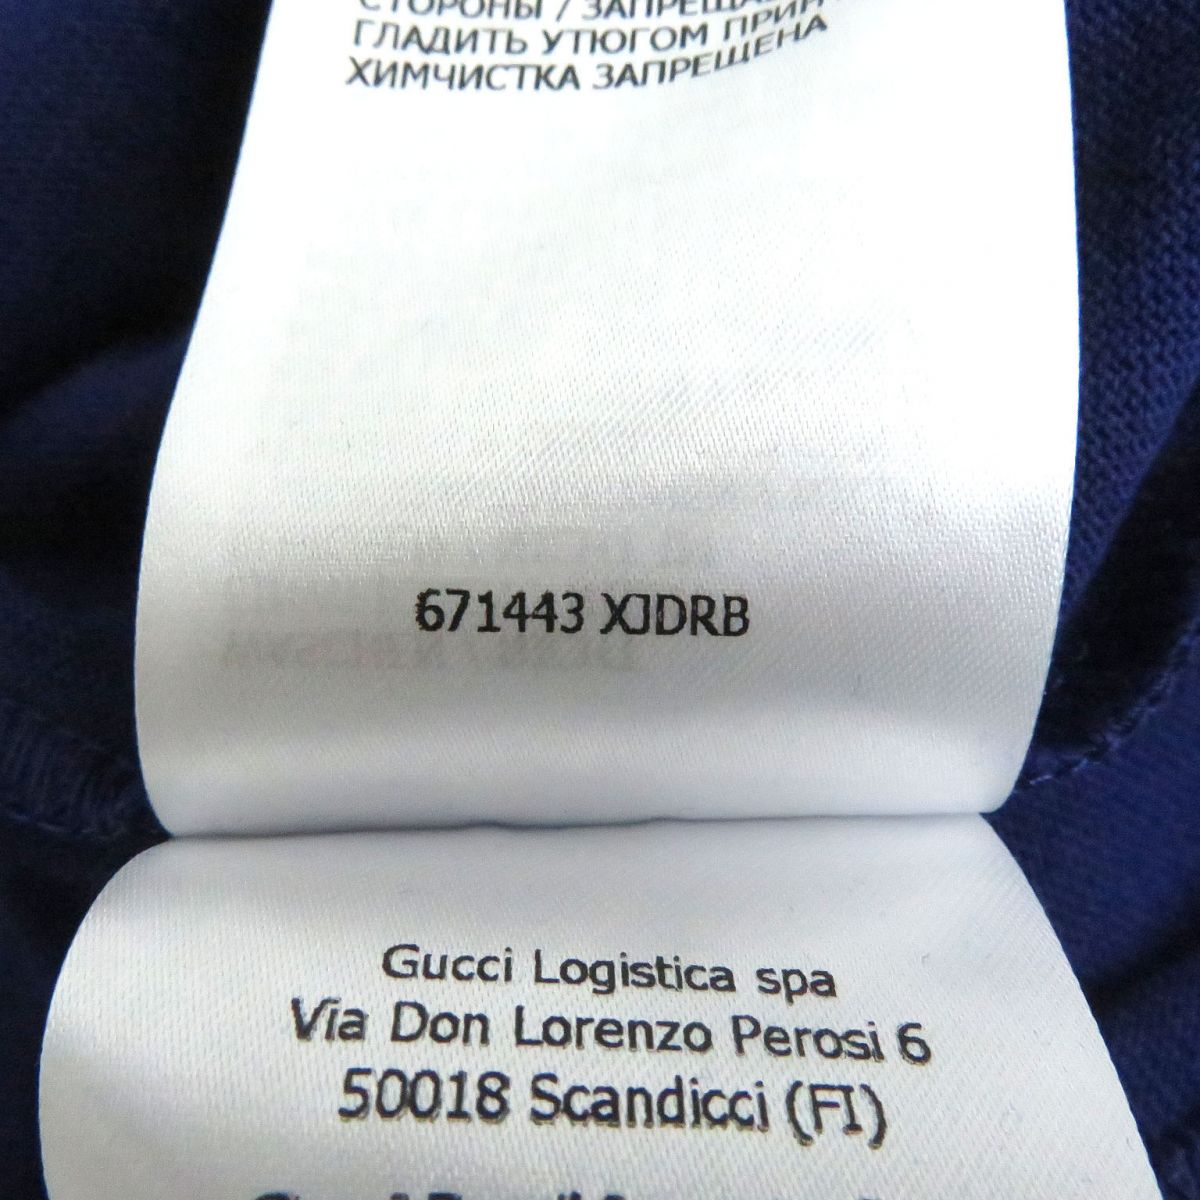 СТОРОНЫ / ЗАПРЕЩА
ГЛАДИТЬ УТЮГОМ ПРИН
ХИМЧИСТКА ЗАПРЕЩЕНА
671443 XJDRB
Gucci Logistica spa
Via Don Lorenzo Perosi 6
50018 Scandicci (FI)